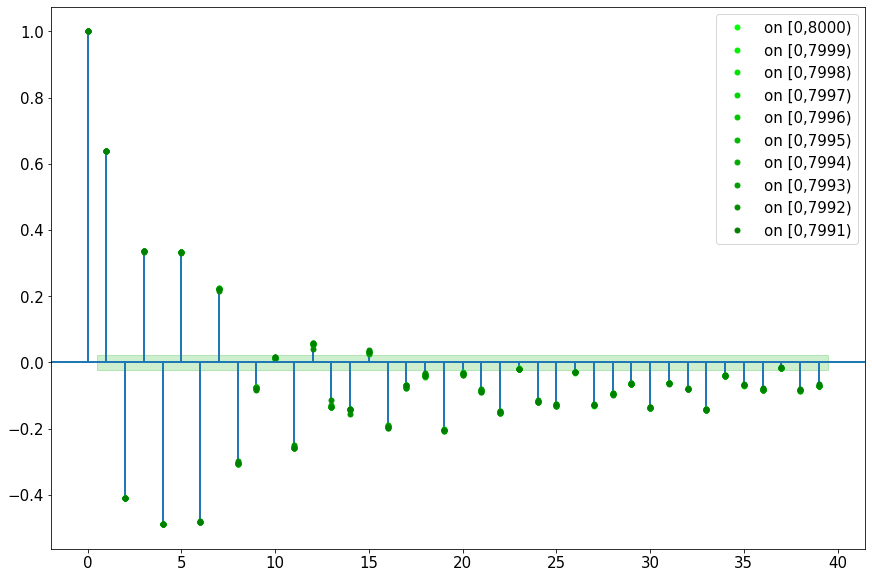 1.0
0.8
0.6
0.4
0.2
0.0
−0.2
−0.4
0 5 10 15 20 25 30 35 40
on [0,8000)
on [0,7999)
on [0,7998)
on [0,7997)
on [0,7996)
on [0,7995)
on [0,7994)
on [0,7993)
on [0,7992)
on [0,7991)